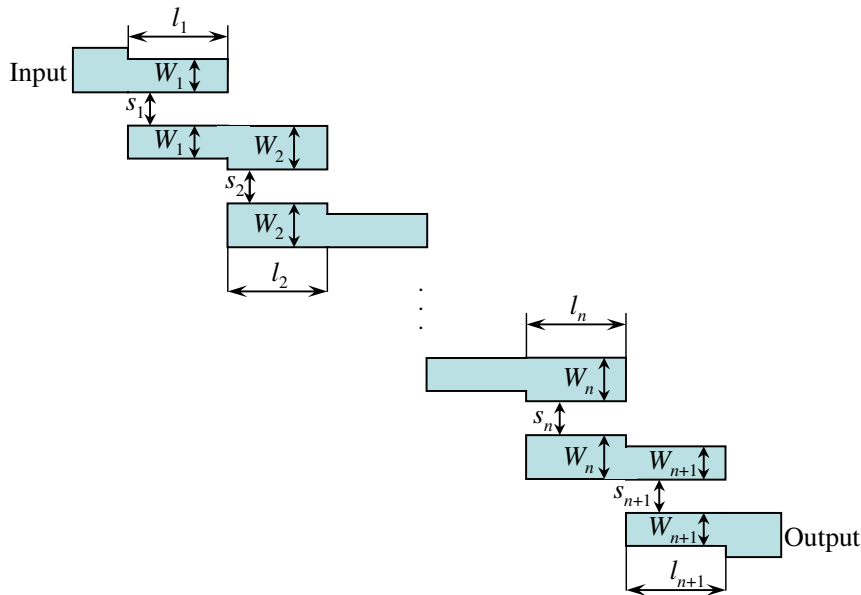 l₁
Input
W₁
s₁
W₁
W₂
s₂
W₂
l₂
lₙ
Wₙ
sₙ
Wₙ
Wₙ₊₁
sₙ₊₁
Wₙ₊₁
Output
lₙ₊₁